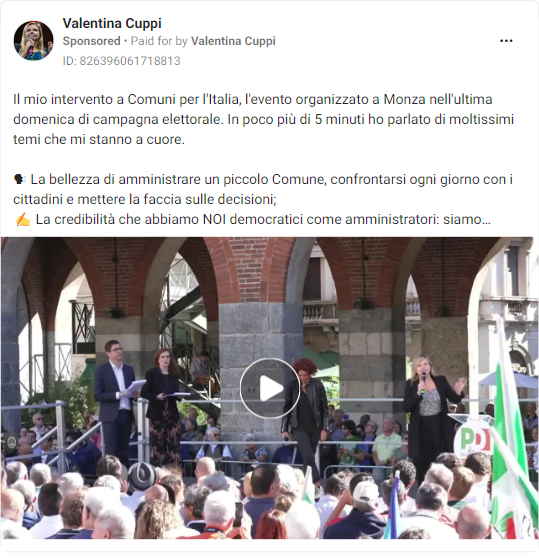 Valentina Cuppi
Sponsored • Paid for by Valentina Cuppi
ID: 826396061718813
Il mio intervento a Comuni per l'Italia, l'evento organizzato a Monza nell'ultima
domenica di campagna elettorale. In poco più di 5 minuti ho parlato di moltissimi
temi che mi stanno a cuore.
🗣️ La bellezza di amministrare un piccolo Comune, confrontarsi ogni giorno con i
cittadini e mettere la faccia sulle decisioni;
✍️ La credibilità che abbiamo NOI democratici come amministratori: siamo…
PD